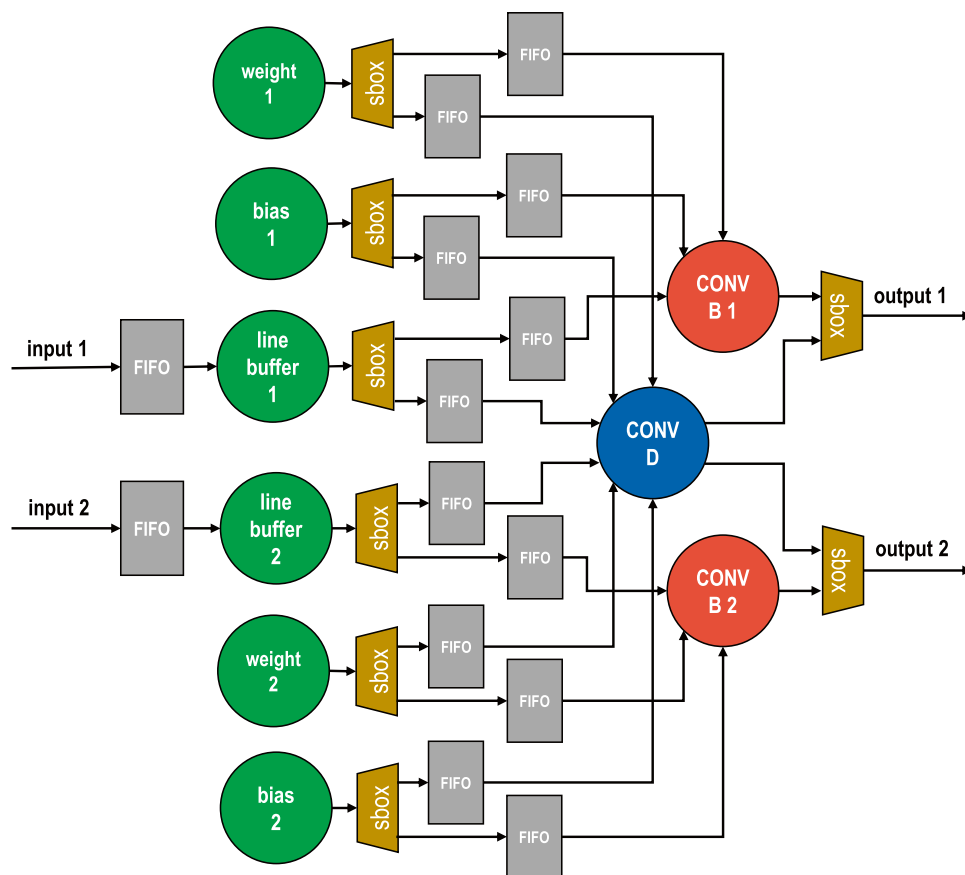 weight
1
sbox
FIFO
FIFO
bias
1
sbox
FIFO
FIFO
CONV
B 1
sbox
output 1
input 1
FIFO
line
buffer
1
sbox
FIFO
FIFO
CONV
D
input 2
FIFO
line
buffer
2
sbox
FIFO
FIFO
CONV
B 2
sbox
output 2
weight
2
sbox
FIFO
FIFO
bias
2
sbox
FIFO
FIFO